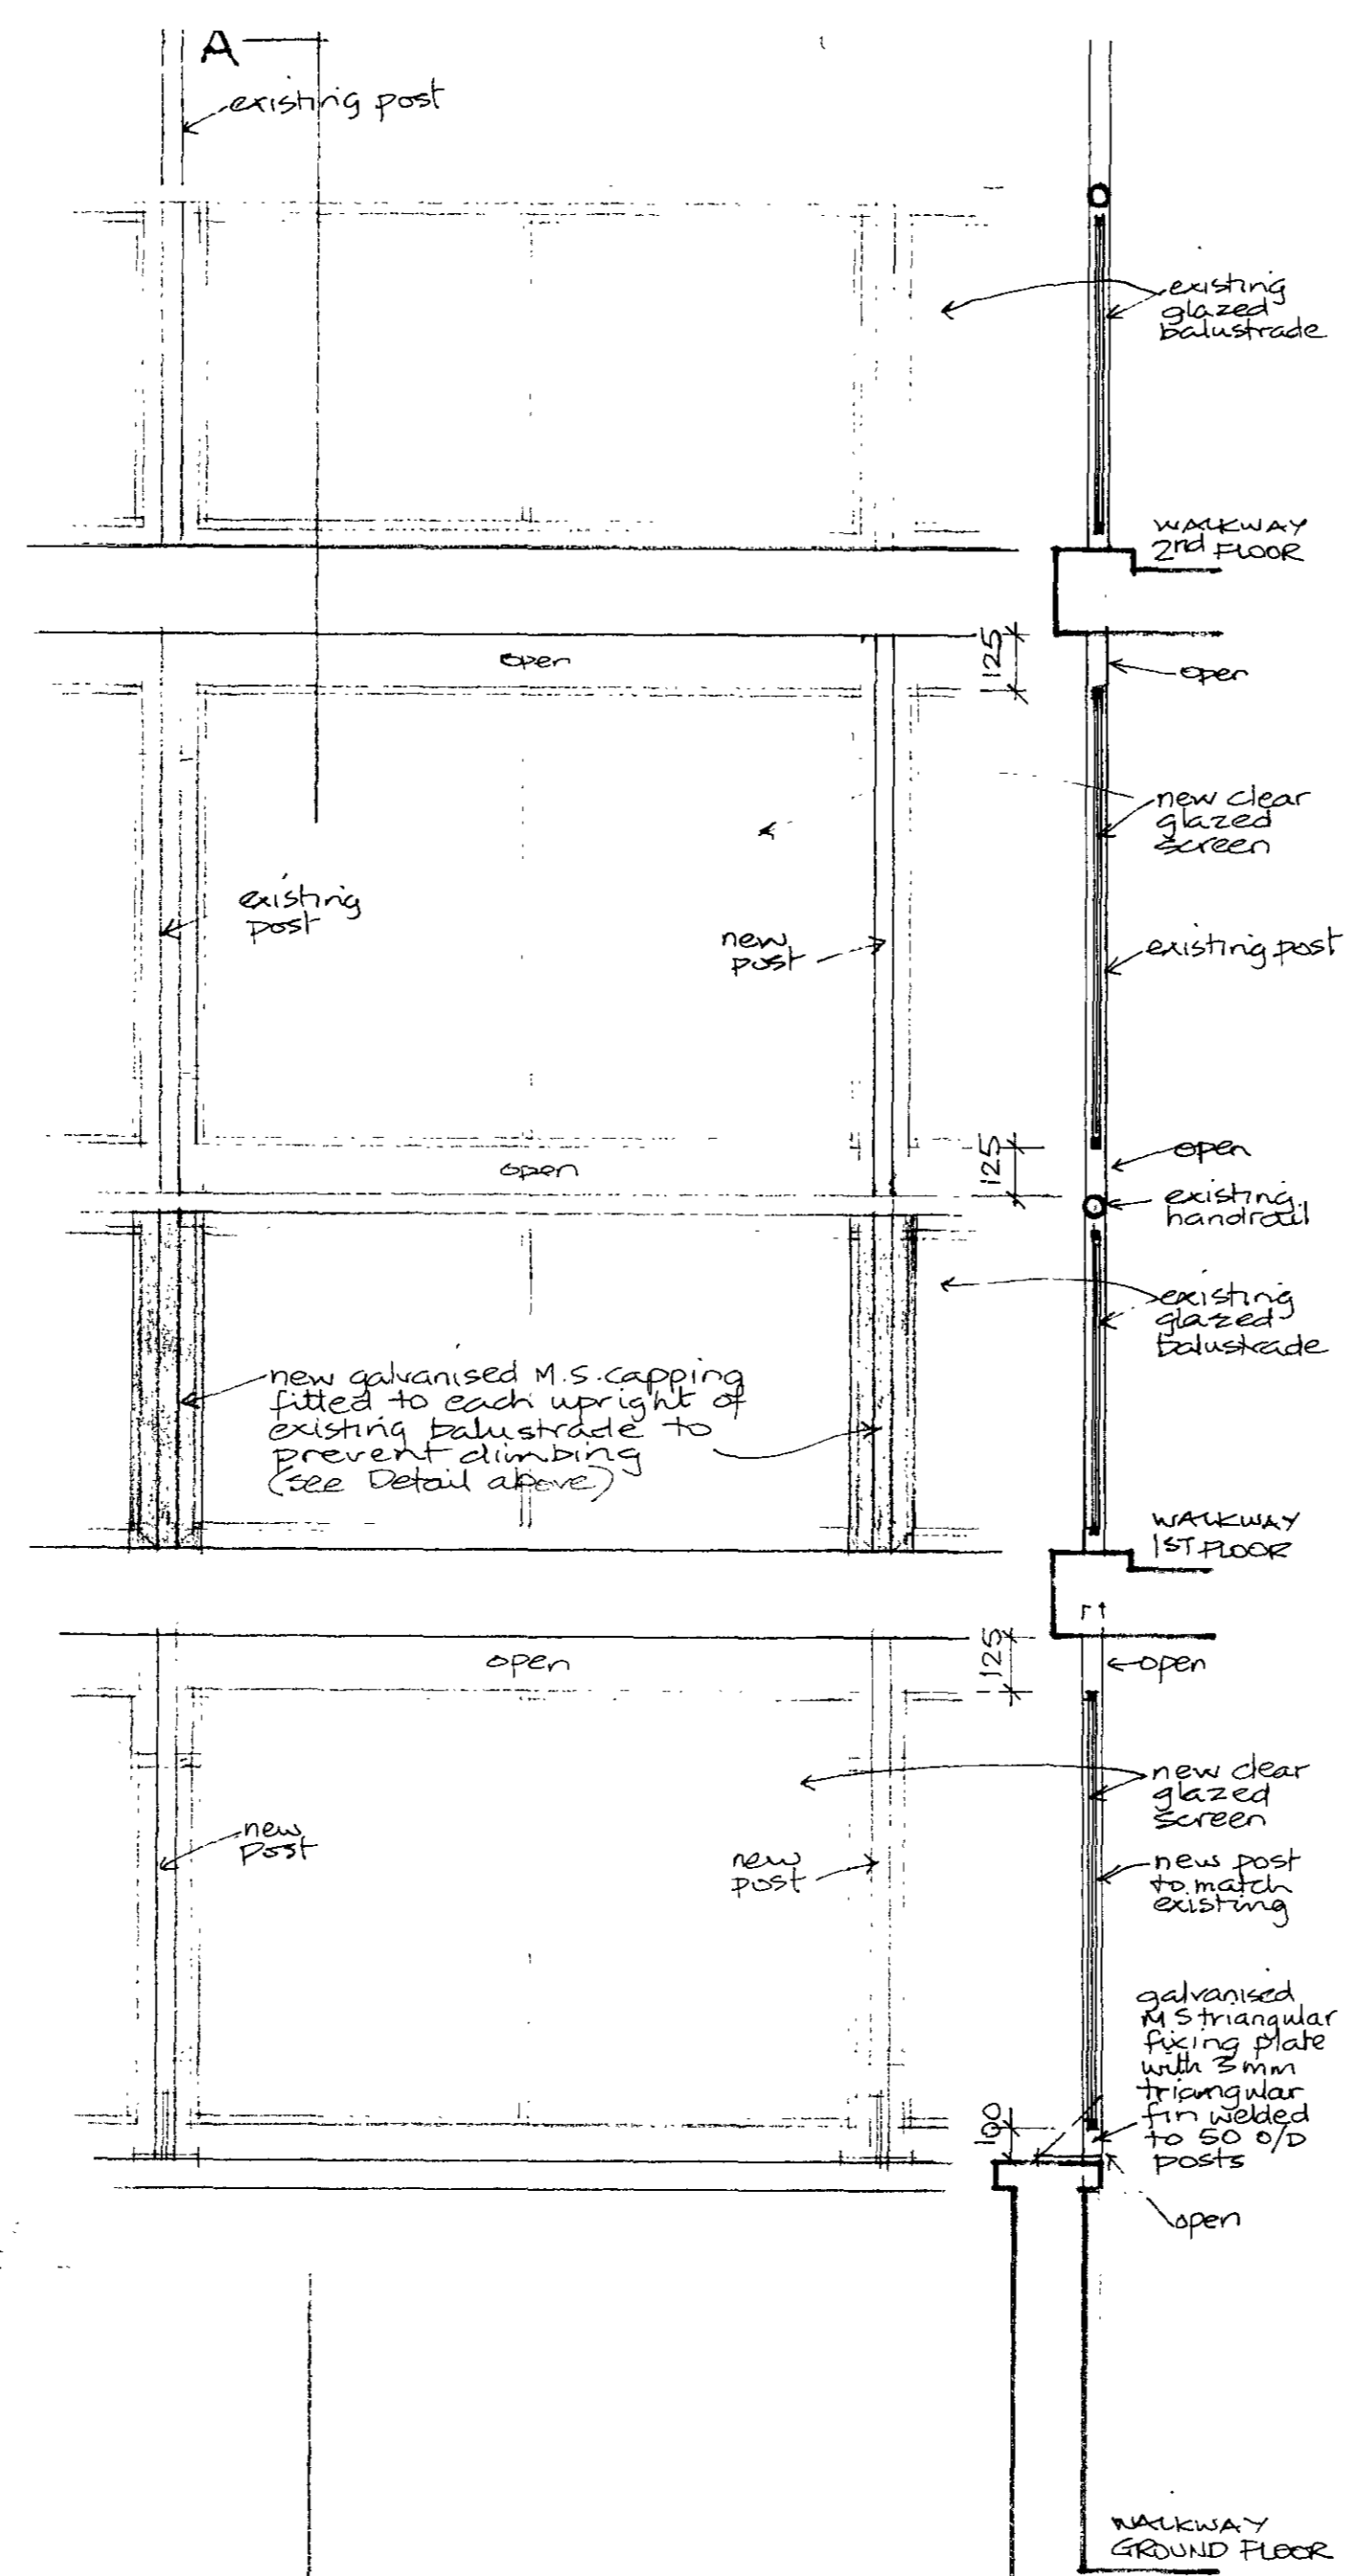 A
existing post
existing
glazed
balustrade
WALKWAY
2nd FLOOR
open
125
open
new clear
glazed
screen
existing
post
new
post
existing post
open
125
open
existing
handrail
existing
glazed
balustrade
new galvanised M.S. capping
fitted to each upright of
existing balustrade to
prevent climbing
(see Detail above)
WALKWAY
1ST FLOOR
open
125
open
new clear
glazed
screen
new
post
new
post
new post
to match
existing
galvanised
M S triangular
fixing plate
with 3mm
triangular
fin welded
to 50 O/D
posts
100
open
WALKWAY
GROUND FLOOR